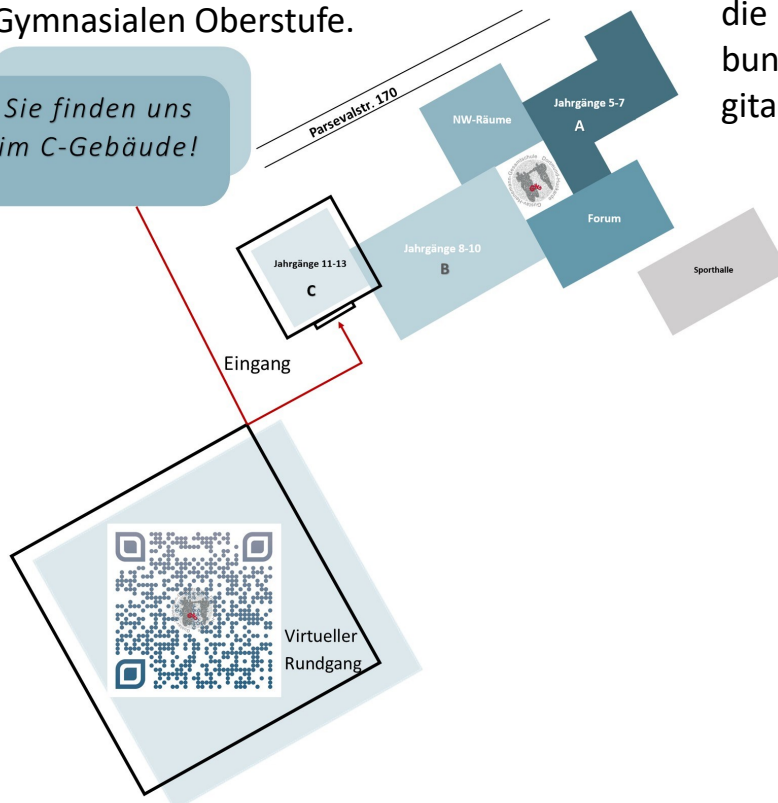 Gymnasialen Oberstufe.
die
bun
gita
Sie finden uns
im C-Gebäude!
Parsevalstr. 170
NW-Räume
Jahrgänge 5-7
A
Forum
Jahrgänge 8-10
B
Jahrgänge 11-13
C
Sporthalle
Eingang
Virtueller
Rundgang